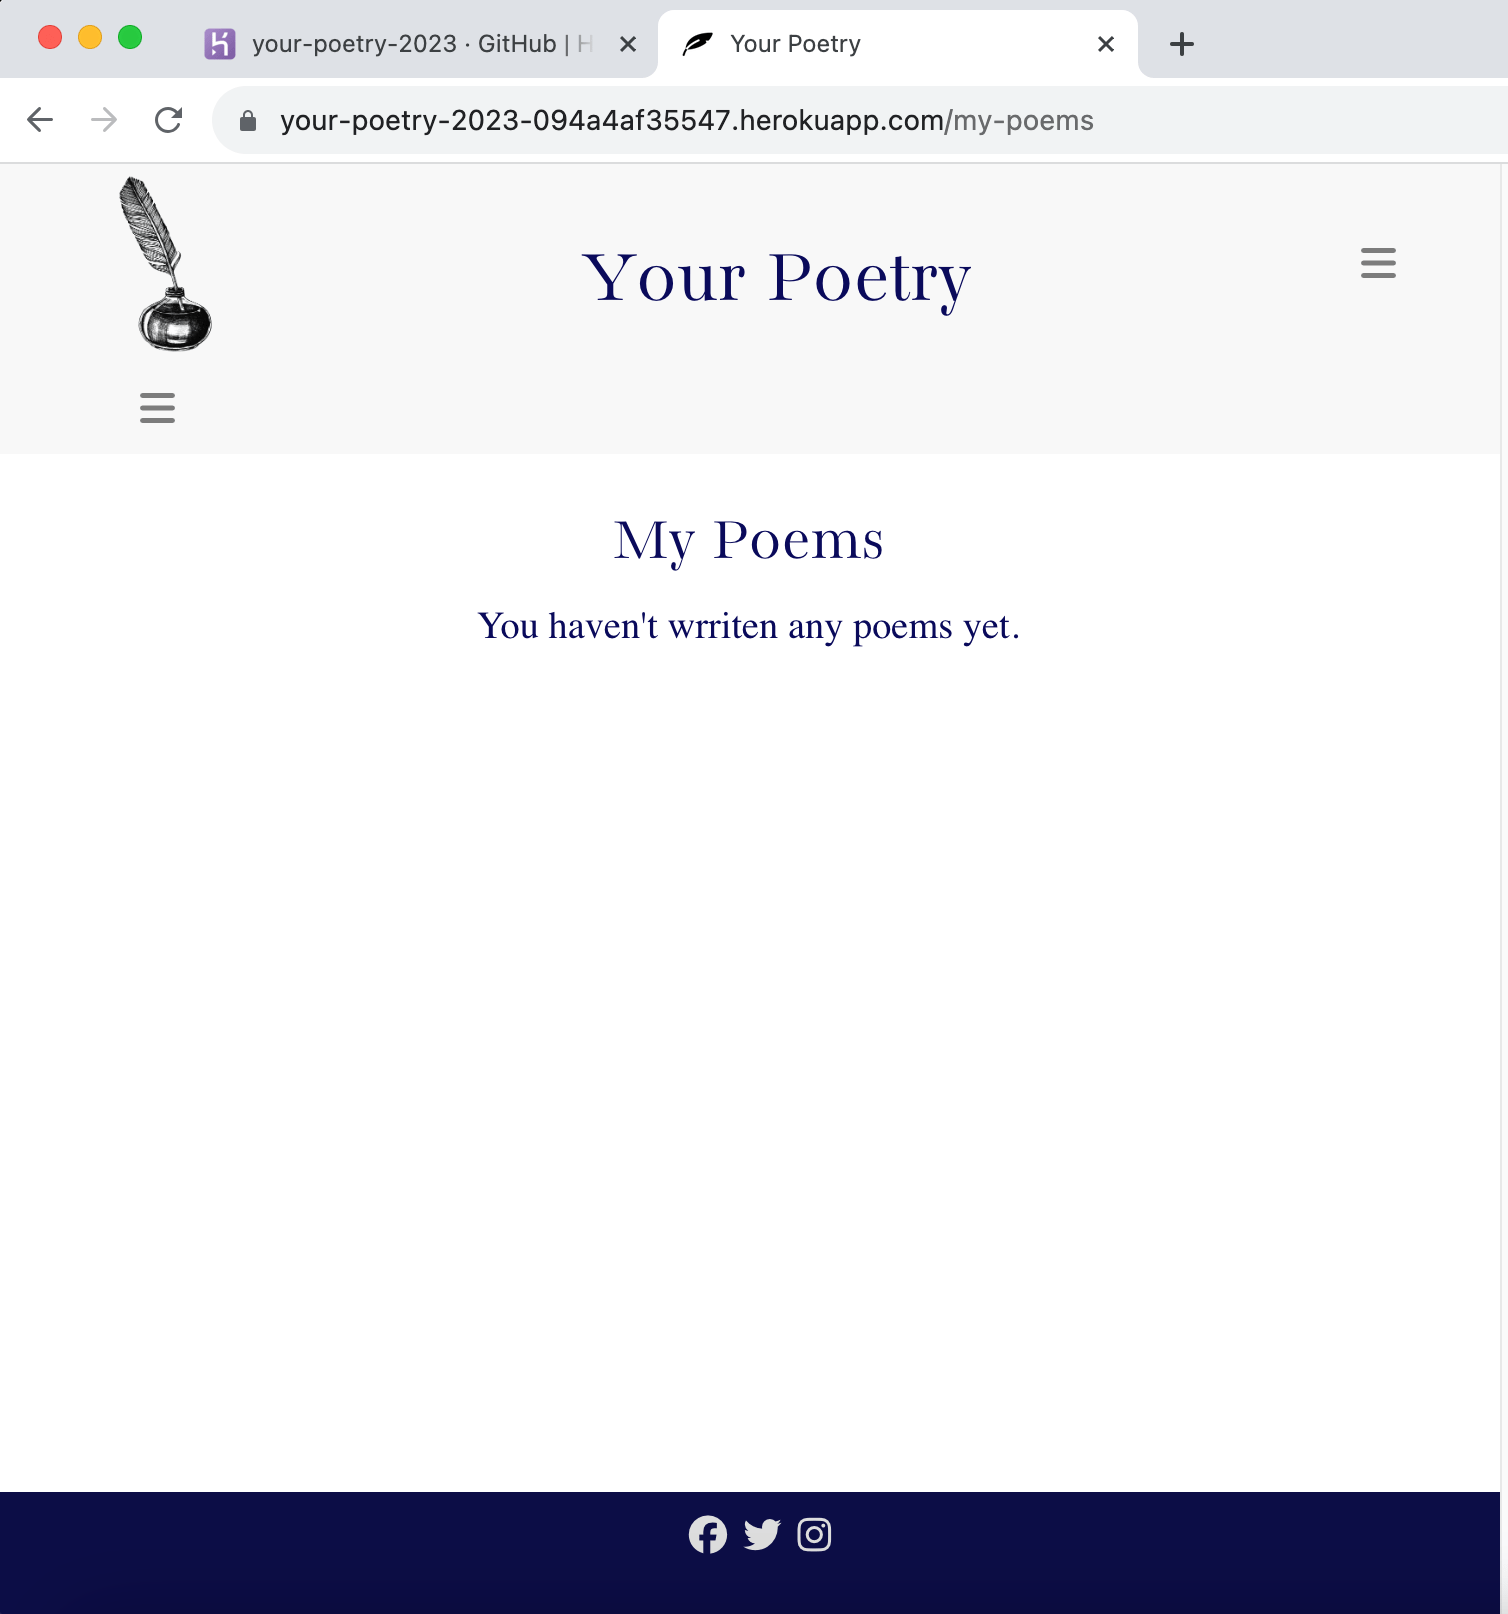 your-poetry-2023 · GitHub | H
Your Poetry
your-poetry-2023-094a4af35547.herokuapp.com/my-poems
Your Poetry
My Poems
You haven't wrriten any poems yet.